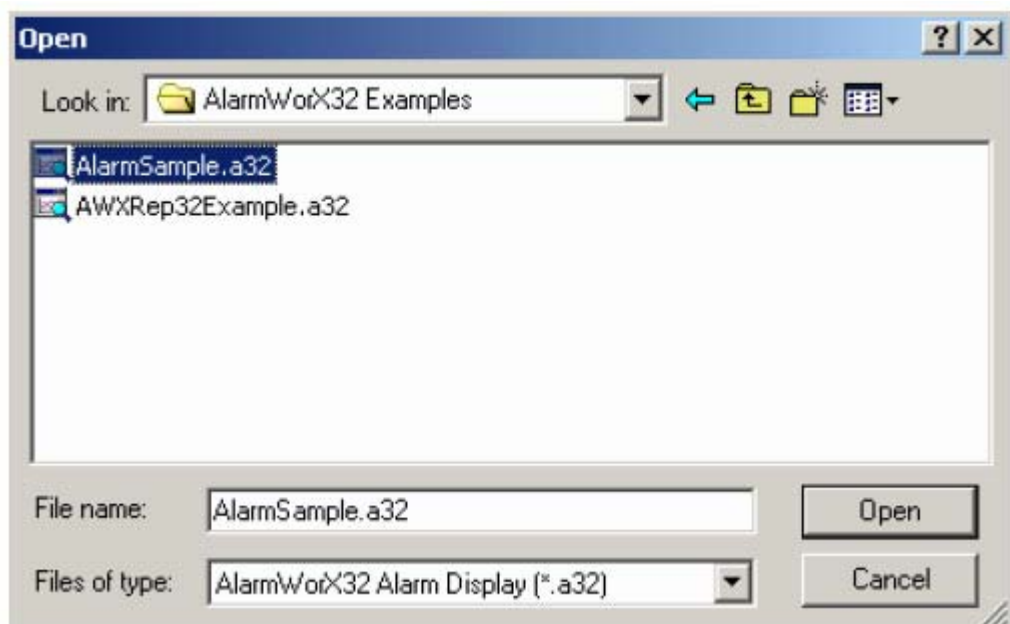 Open
Look in: AlarmWorX32 Examples
AlarmSample.a32
AWXRep32Example.a32
File name: AlarmSample.a32 Open
Files of type: AlarmWorX32 Alarm Display (*.a32) Cancel